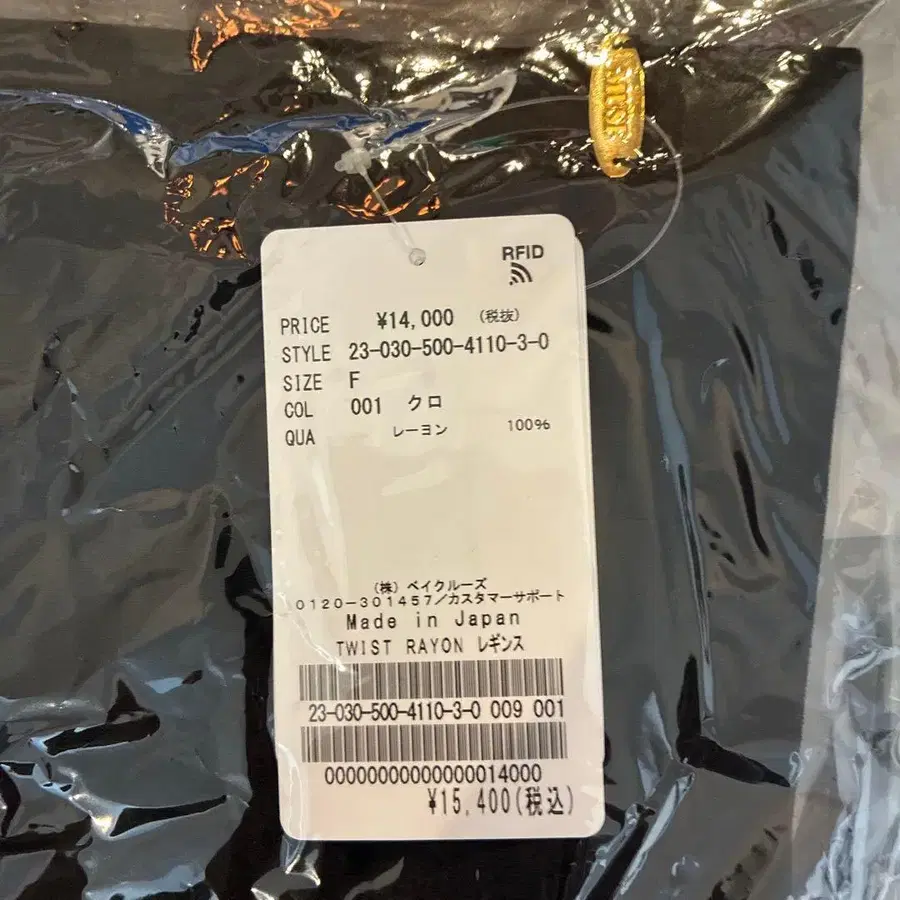 RFID
PRICE ¥14,000 (税抜)
STYLE 23-030-500-4110-3-0
SIZE F
COL 001 クロ
QUA レーヨン 100%
(株) ベイクルーズ
0120-301457/カスタマーサポート
Made in Japan
TWIST RAYON レギンス
23-030-500-4110-3-0 009 001
00000000000000014000
¥15,400(税込)